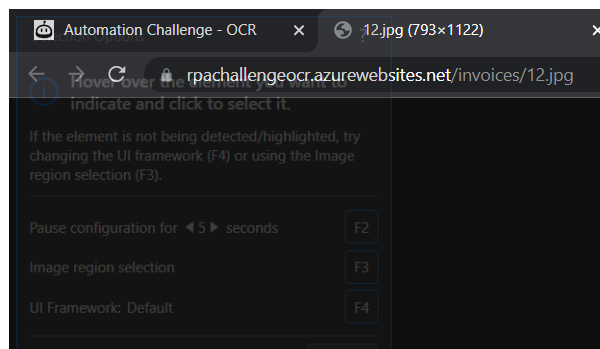 Automation Challenge - OCR
12.jpg (793×1122)
Selection Options
?
rpachallengeocr.azurewebsites.net/invoices/12.jpg
Hover over the element you want to
indicate and click to select it.
If the element is not being detected/highlighted, try
changing the UI framework (F4) or using the Image
region selection (F3).
Pause configuration for 5 seconds
F2
Image region selection
F3
UI Framework: Default
F4